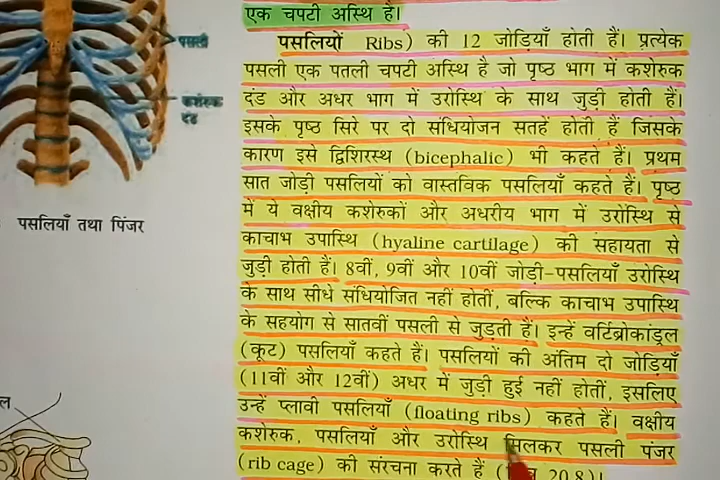 एक चपटी अस्थि है।
पसलियों Ribs) की 12 जोड़ियाँ होती हैं। प्रत्येक
पसली एक पतली चपटी अस्थि है जो पृष्ठ भाग में कशेरुक
दंड और अधर भाग में उरोस्थि के साथ जुड़ी होती है।
इसके पृष्ठ सिरे पर दो संधियोजन सतहें होती हैं जिसके
कारण इसे द्विशिरस्थ (bicephalic) भी कहते हैं। प्रथम
सात जोड़ी पसलियों को वास्तविक पसलियाँ कहते हैं। पृष्ठ
में ये वक्षीय कशेरुकों और अधरीय भाग में उरोस्थि से
काचाभ उपास्थि (hyaline cartilage) की सहायता से
जुड़ी होती हैं। 8वीं, 9वीं और 10वीं जोड़ी-पसलियाँ उरोस्थि
के साथ सीधे संधियोजित नहीं होतीं, बल्कि काचाभ उपास्थि
के सहयोग से सातवीं पसली से जुड़ती हैं। इन्हें वर्टिब्रोकांड्रल
(कूट) पसलियाँ कहते हैं। पसलियों की अंतिम दो जोड़ियाँ
(11वीं और 12वीं) अधर में जुड़ी हुई नहीं होतीं, इसलिए
उन्हें प्लावी पसलियाँ (floating ribs) कहते हैं। वक्षीय
कशेरुक, पसलियाँ और उरोस्थि मिलकर पसली पंजर
(rib cage) की संरचना करते हैं ( 20.8)।
पसली
कशेरुक
दंड
पसलियाँ तथा पिंजर